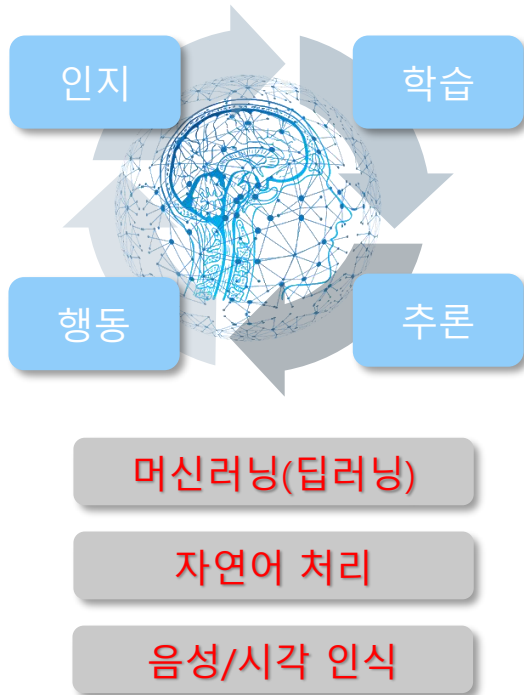 인지
학습
행동
추론
머신러닝(딥러닝)
자연어 처리
음성/시각 인식